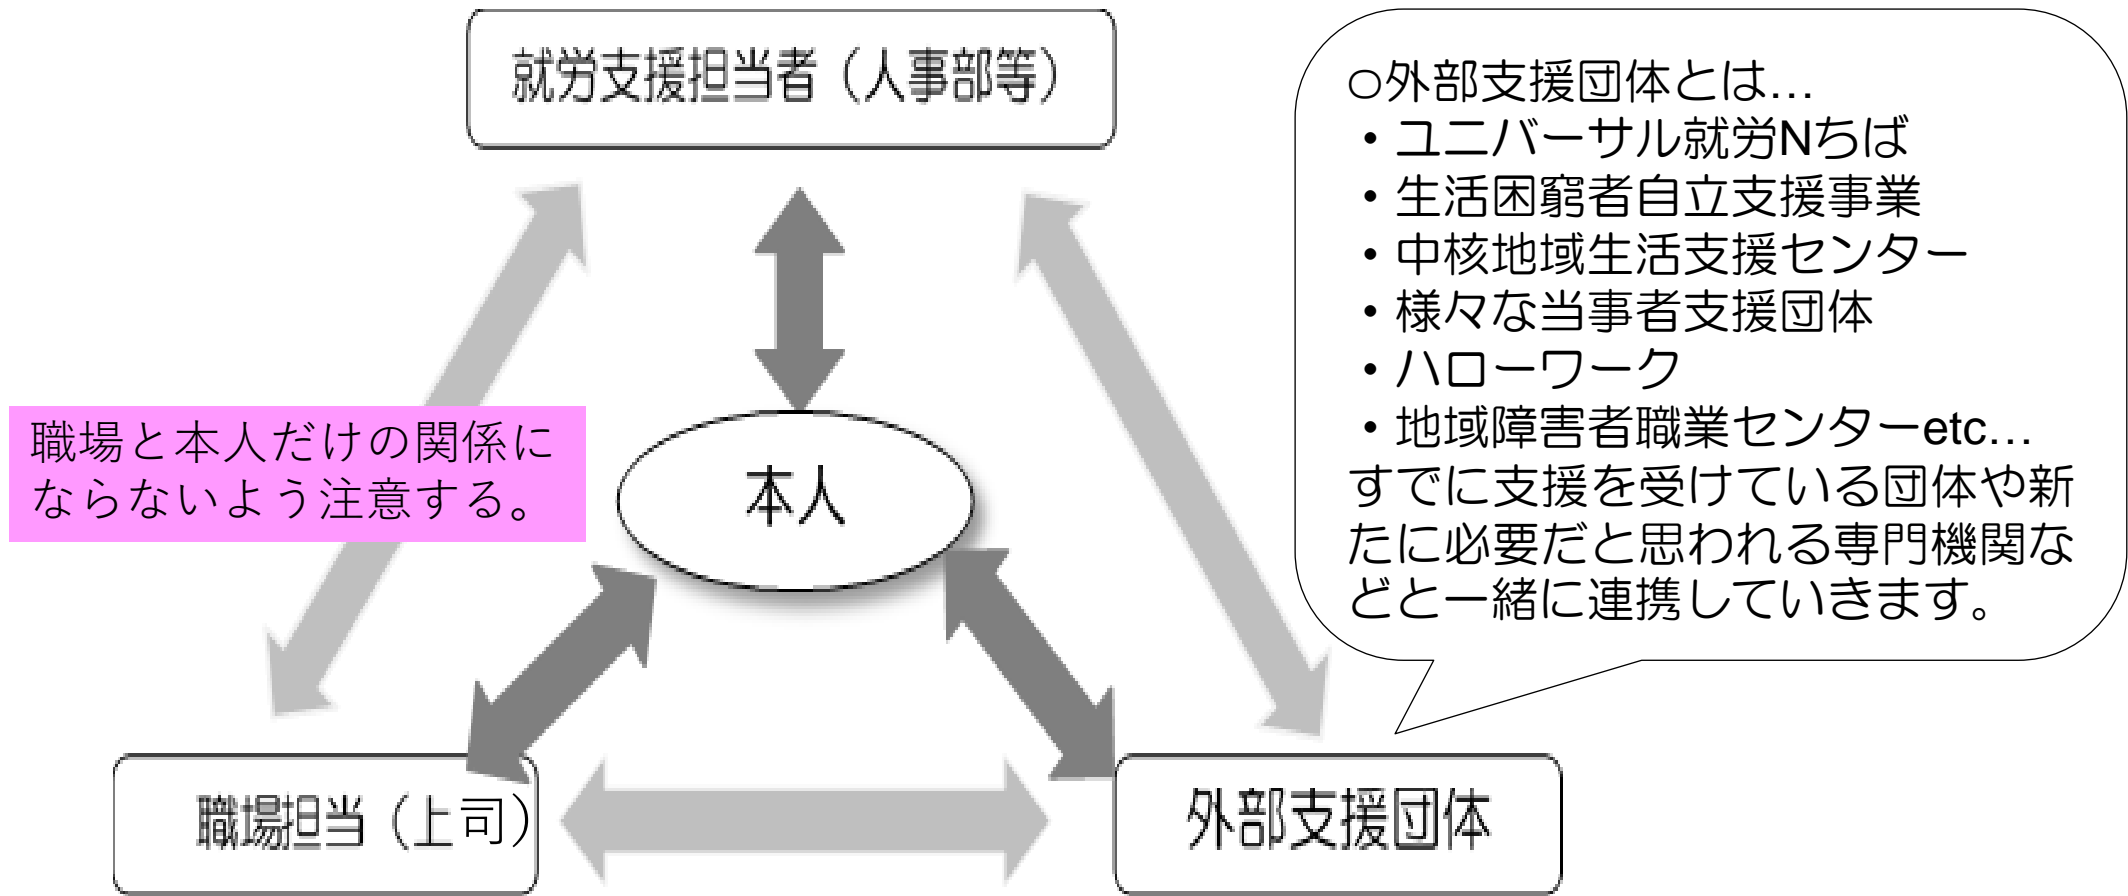 就労支援担当者（人事部等）
○外部支援団体とは…
・ユニバーサル就労Nちば
・生活困窮者自立支援事業
・中核地域生活支援センター
・様々な当事者支援団体
・ハローワーク
・地域障害者職業センターetc…
すでに支援を受けている団体や新
たに必要だと思われる専門機関な
どと一緒に連携していきます。
職場と本人だけの関係に
ならないよう注意する。
本人
職場担当（上司）
外部支援団体